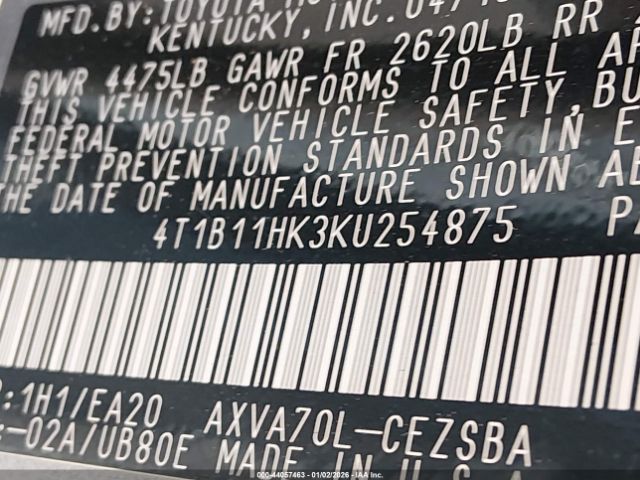 MFD. BY: TOYOTA
KENTUCKY, INC.
GVWR 4475LB GAWR FR 2620LB RR
THIS VEHICLE CONFORMS TO ALL
FEDERAL MOTOR VEHICLE SAFETY, BU
THEFT PREVENTION STANDARDS IN E
THE DATE OF MANUFACTURE SHOWN
4T1B11HK3KU254875
:1H1/EA20 AXVA70L-CEZSBA
-02A/UB80E MADE IN U.S.A.
000-44057463 01/02/2026 Copart, IAA Inc.